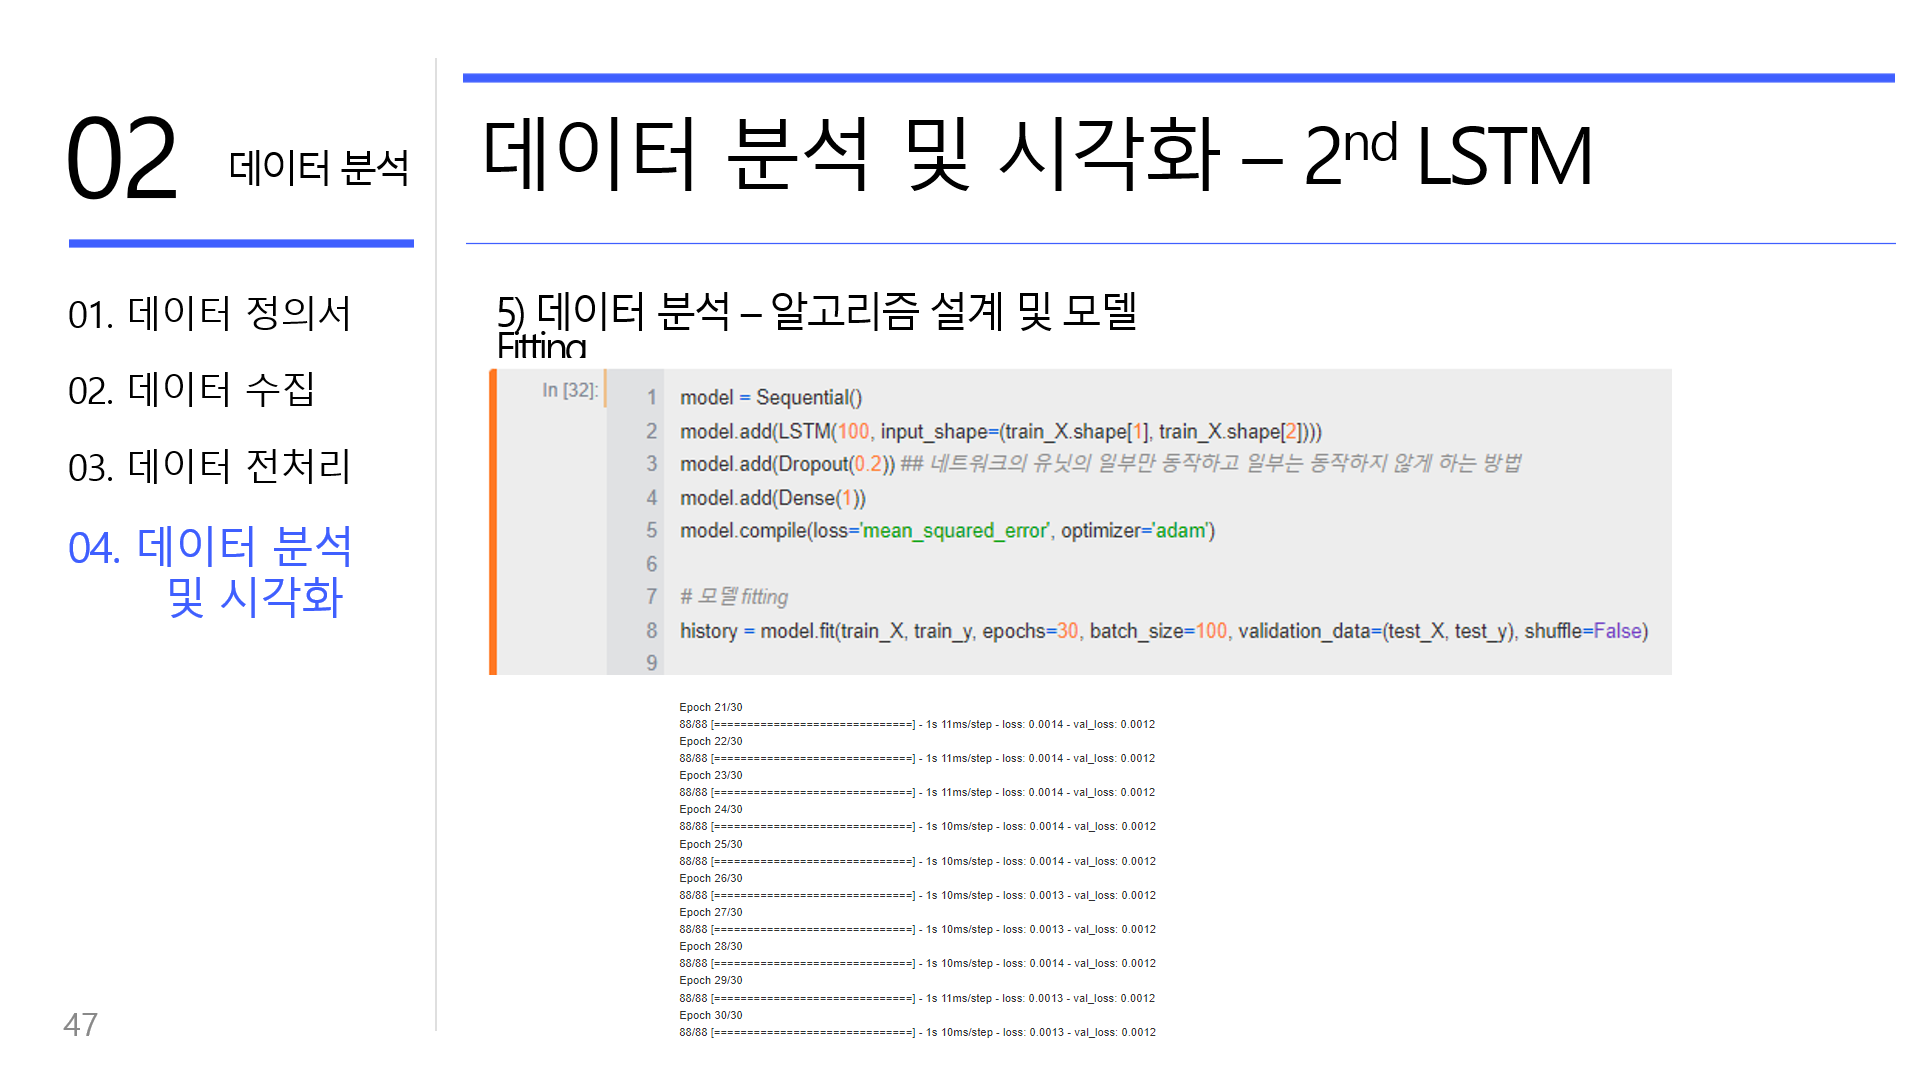 02 데이터 분석
01. 데이터 정의서
02. 데이터 수집
03. 데이터 전처리
04. 데이터 분석
및 시각화
47
데이터 분석 및 시각화 – 2nd LSTM
5) 데이터 분석 – 알고리즘 설계 및 모델
Fitting
In [32]:
1 model = Sequential()
2 model.add(LSTM(100, input_shape=(train_X.shape[1], train_X.shape[2])))
3 model.add(Dropout(0.2)) ## 네트워크의 유닛의 일부만 동작하고 일부는 동작하지 않게 하는 방법
4 model.add(Dense(1))
5 model.compile(loss='mean_squared_error', optimizer='adam')
6
7 # 모델 fitting
8 history = model.fit(train_X, train_y, epochs=30, batch_size=100, validation_data=(test_X, test_y), shuffle=False)
9
Epoch 21/30
88/88 [==============================] - 1s 11ms/step - loss: 0.0014 - val_loss: 0.0012
Epoch 22/30
88/88 [==============================] - 1s 11ms/step - loss: 0.0014 - val_loss: 0.0012
Epoch 23/30
88/88 [==============================] - 1s 11ms/step - loss: 0.0014 - val_loss: 0.0012
Epoch 24/30
88/88 [==============================] - 1s 10ms/step - loss: 0.0014 - val_loss: 0.0012
Epoch 25/30
88/88 [==============================] - 1s 10ms/step - loss: 0.0014 - val_loss: 0.0012
Epoch 26/30
88/88 [==============================] - 1s 10ms/step - loss: 0.0013 - val_loss: 0.0012
Epoch 27/30
88/88 [==============================] - 1s 10ms/step - loss: 0.0013 - val_loss: 0.0012
Epoch 28/30
88/88 [==============================] - 1s 10ms/step - loss: 0.0014 - val_loss: 0.0012
Epoch 29/30
88/88 [==============================] - 1s 11ms/step - loss: 0.0013 - val_loss: 0.0012
Epoch 30/30
88/88 [==============================] - 1s 10ms/step - loss: 0.0013 - val_loss: 0.0012